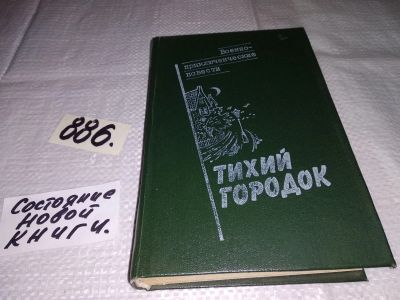 Военно-
приключенческие
повести
ТИХИЙ
ГОРОДОК
886.
Состояние
новой
книги.